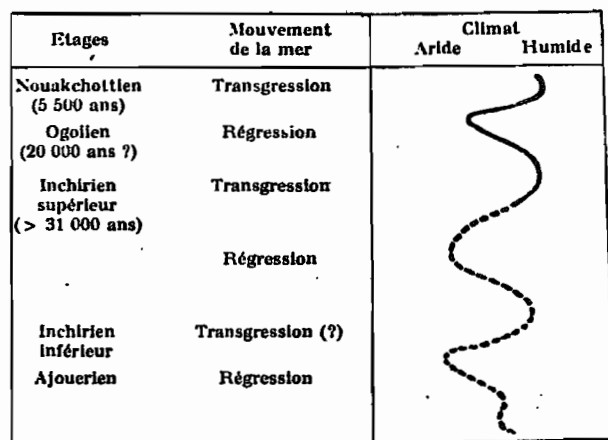 Etages Mouvement de la mer Climat
Aride Humide
Nouakchottien Transgression
(5 500 ans)
Ogolien Régression
(20 000 ans ?)
Inchirien Transgression
supérieur
(> 31 000 ans)
Régression
Inchirien Transgression (?)
inférieur
Ajouerien Régression